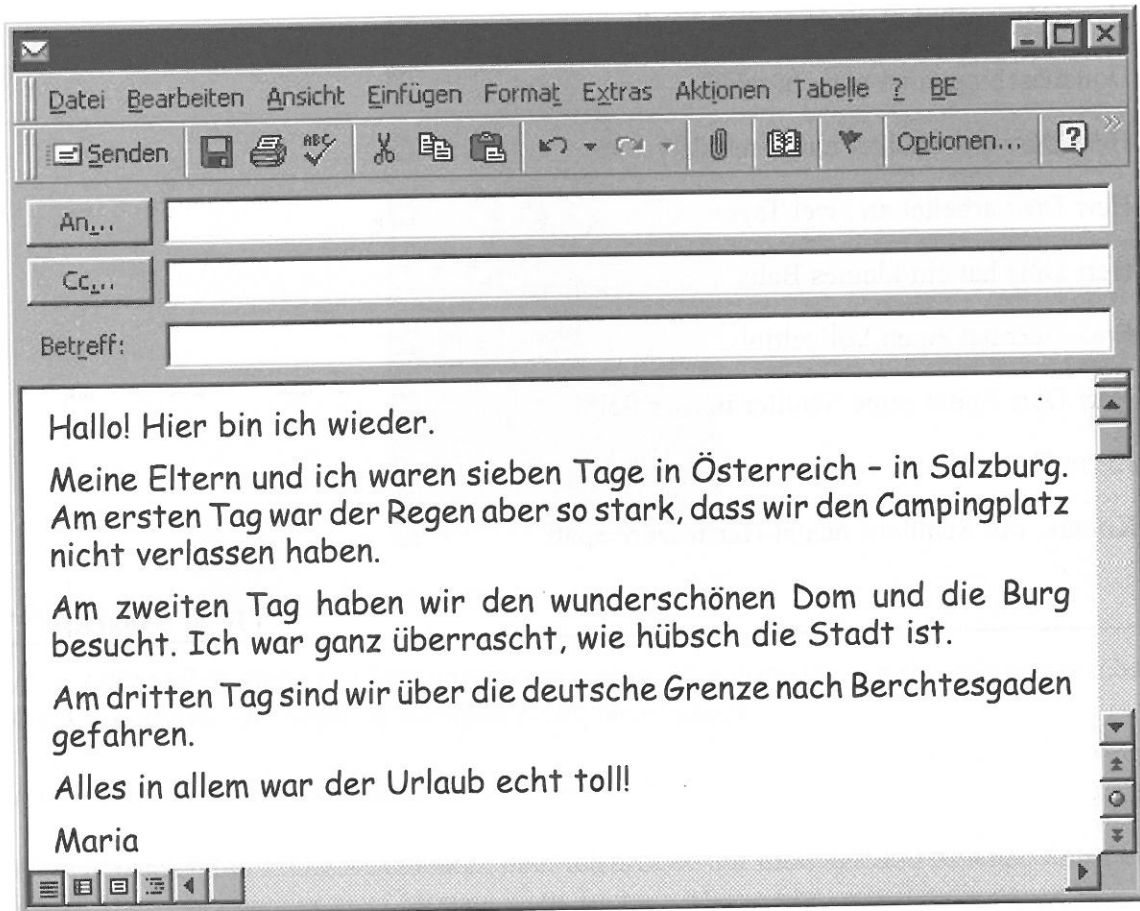 Datei Bearbeiten Ansicht Einfügen Format Extras Aktionen Tabelle ? BE
Senden ABC Optionen... ?
An...
Cc...
Betreff:
Hallo! Hier bin ich wieder.
Meine Eltern und ich waren sieben Tage in Österreich – in Salzburg.
Am ersten Tag war der Regen aber so stark, dass wir den Campingplatz
nicht verlassen haben.
Am zweiten Tag haben wir den wunderschönen Dom und die Burg
besucht. Ich war ganz überrascht, wie hübsch die Stadt ist.
Am dritten Tag sind wir über die deutsche Grenze nach Berchtesgaden
gefahren.
Alles in allem war der Urlaub echt toll!
Maria